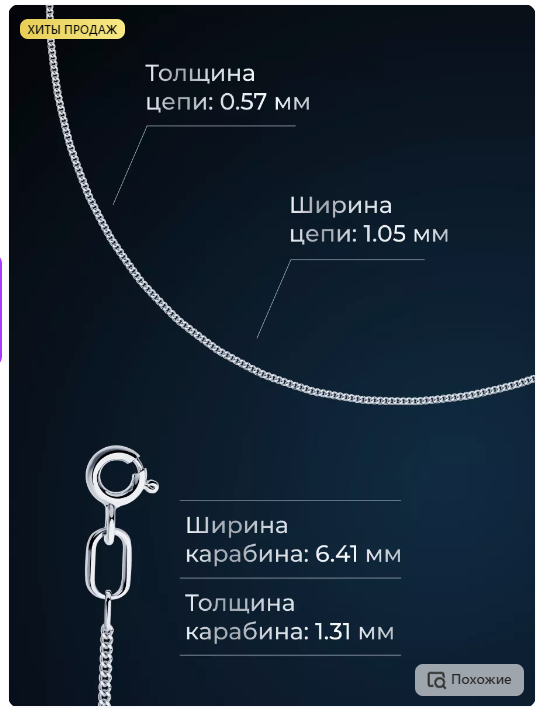 ХИТЫ ПРОДАЖ
Толщина
цепи: 0.57 мм
Ширина
цепи: 1.05 мм
Ширина
карабина: 6.41 мм
Толщина
карабина: 1.31 мм
Похожие